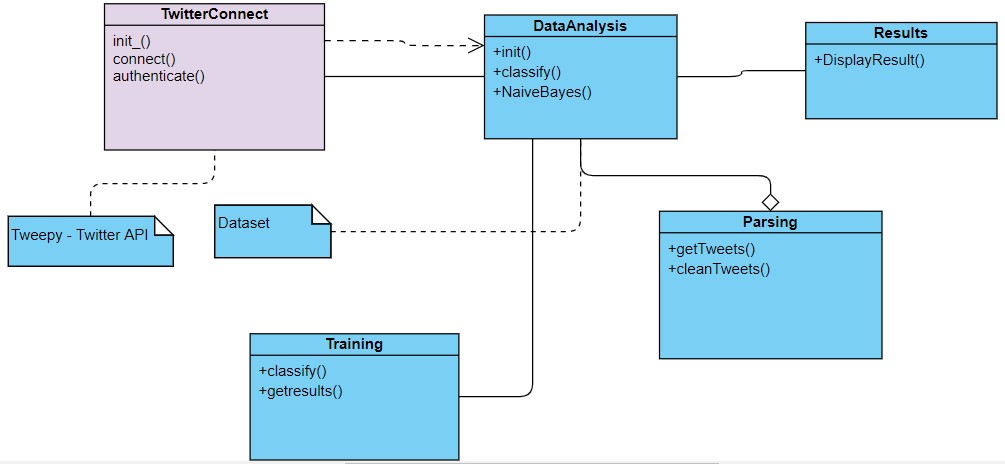 TwitterConnect
init_()
connect()
authenticate()
DataAnalysis
+init()
+classify()
+NaiveBayes()
Results
+DisplayResult()
Tweepy - Twitter API
Dataset
Parsing
+getTweets()
+cleanTweets()
Training
+classify()
+getresults()